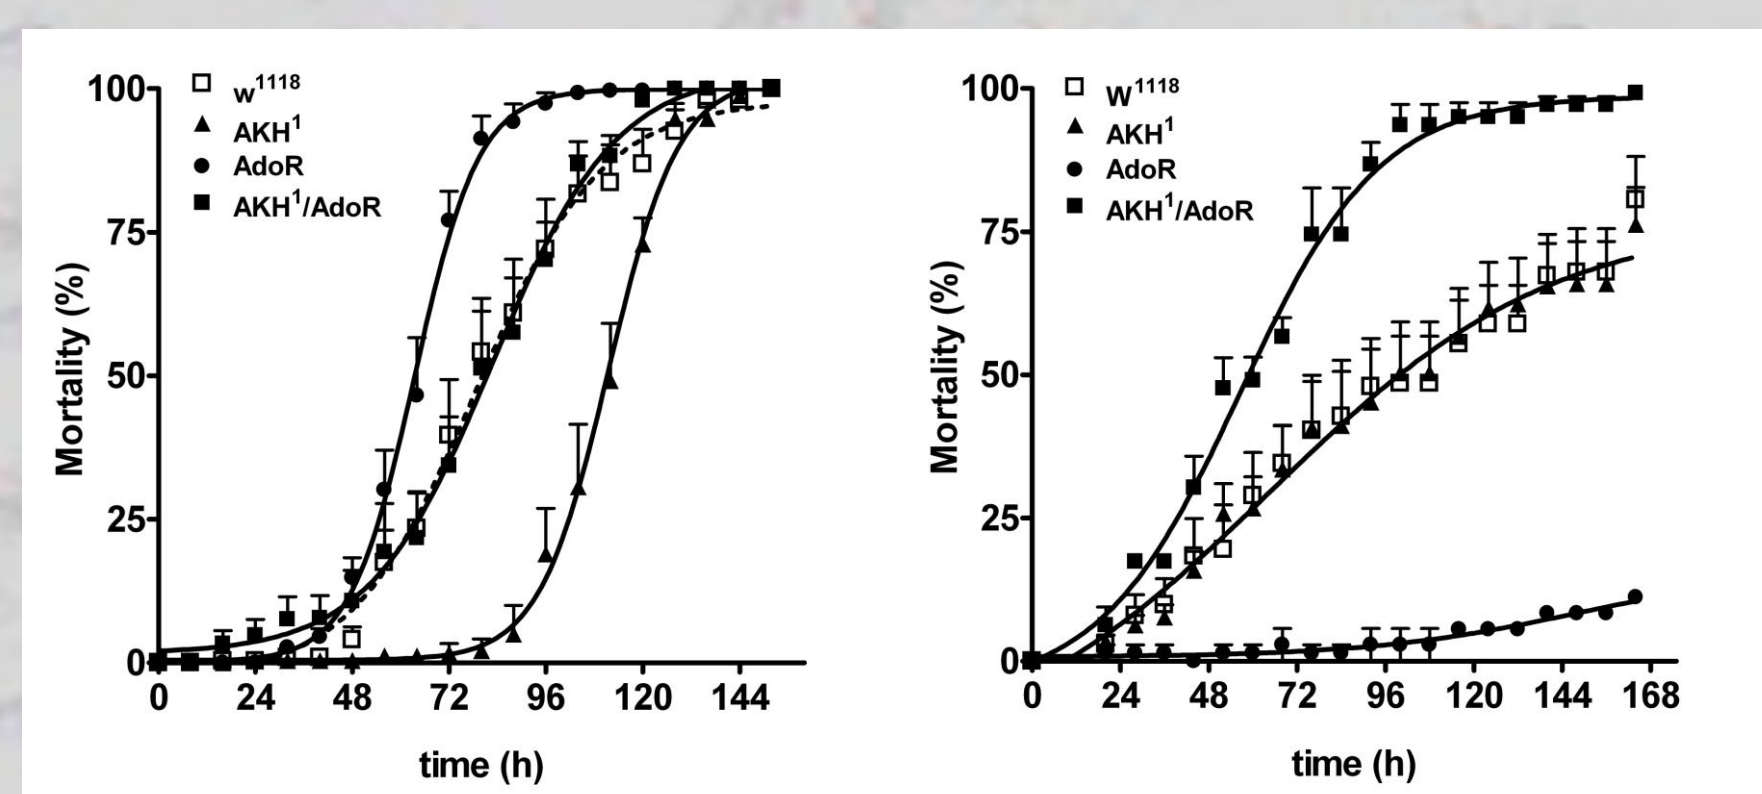 w1118
AKH1
AdoR
AKH1/AdoR
100
75
50
25
0
Mortality (%)
0 24 48 72 96 120 144
time (h)
W1118
AKH1
AdoR
AKH1/AdoR
100
75
50
25
0
Mortality (%)
0 24 48 72 96 120 144 168
time (h)